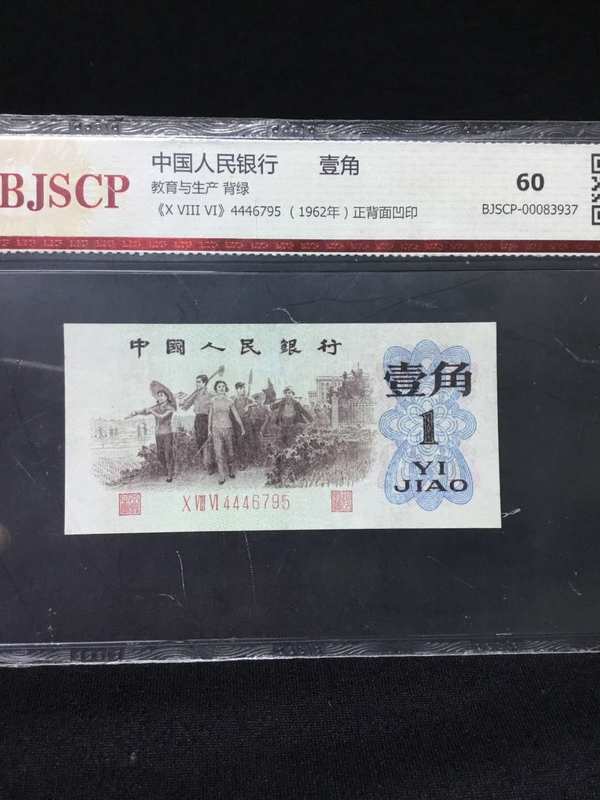 BJSCP
中国人民银行 壹角
教育与生产 背绿
《X VIII VI》4446795 (1962年) 正背面凹印
60
BJSCP-00083937
中國人民銀行
壹角
1
YI
JIAO
X VIII VI 4446795